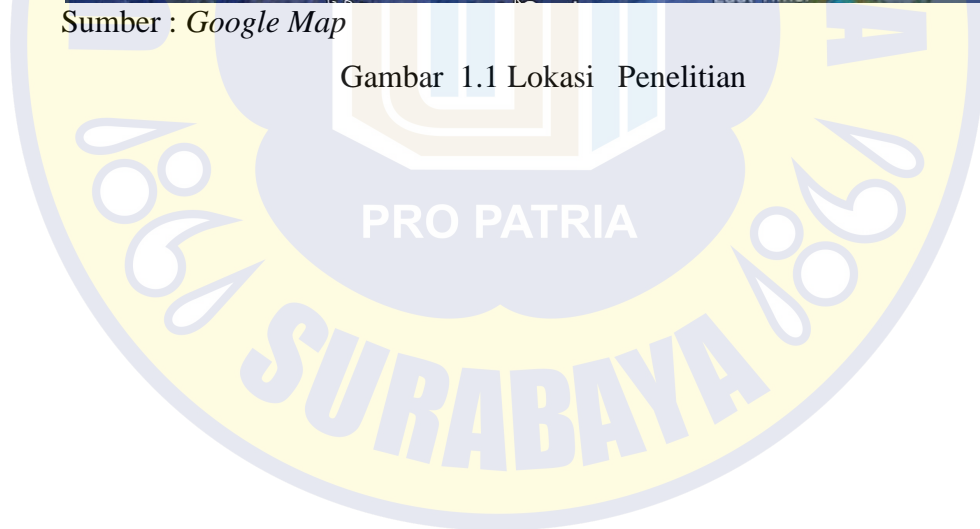 Sumber : Google Map
Gambar 1.1 Lokasi Penelitian
PRO PATRIA
SURABAYA